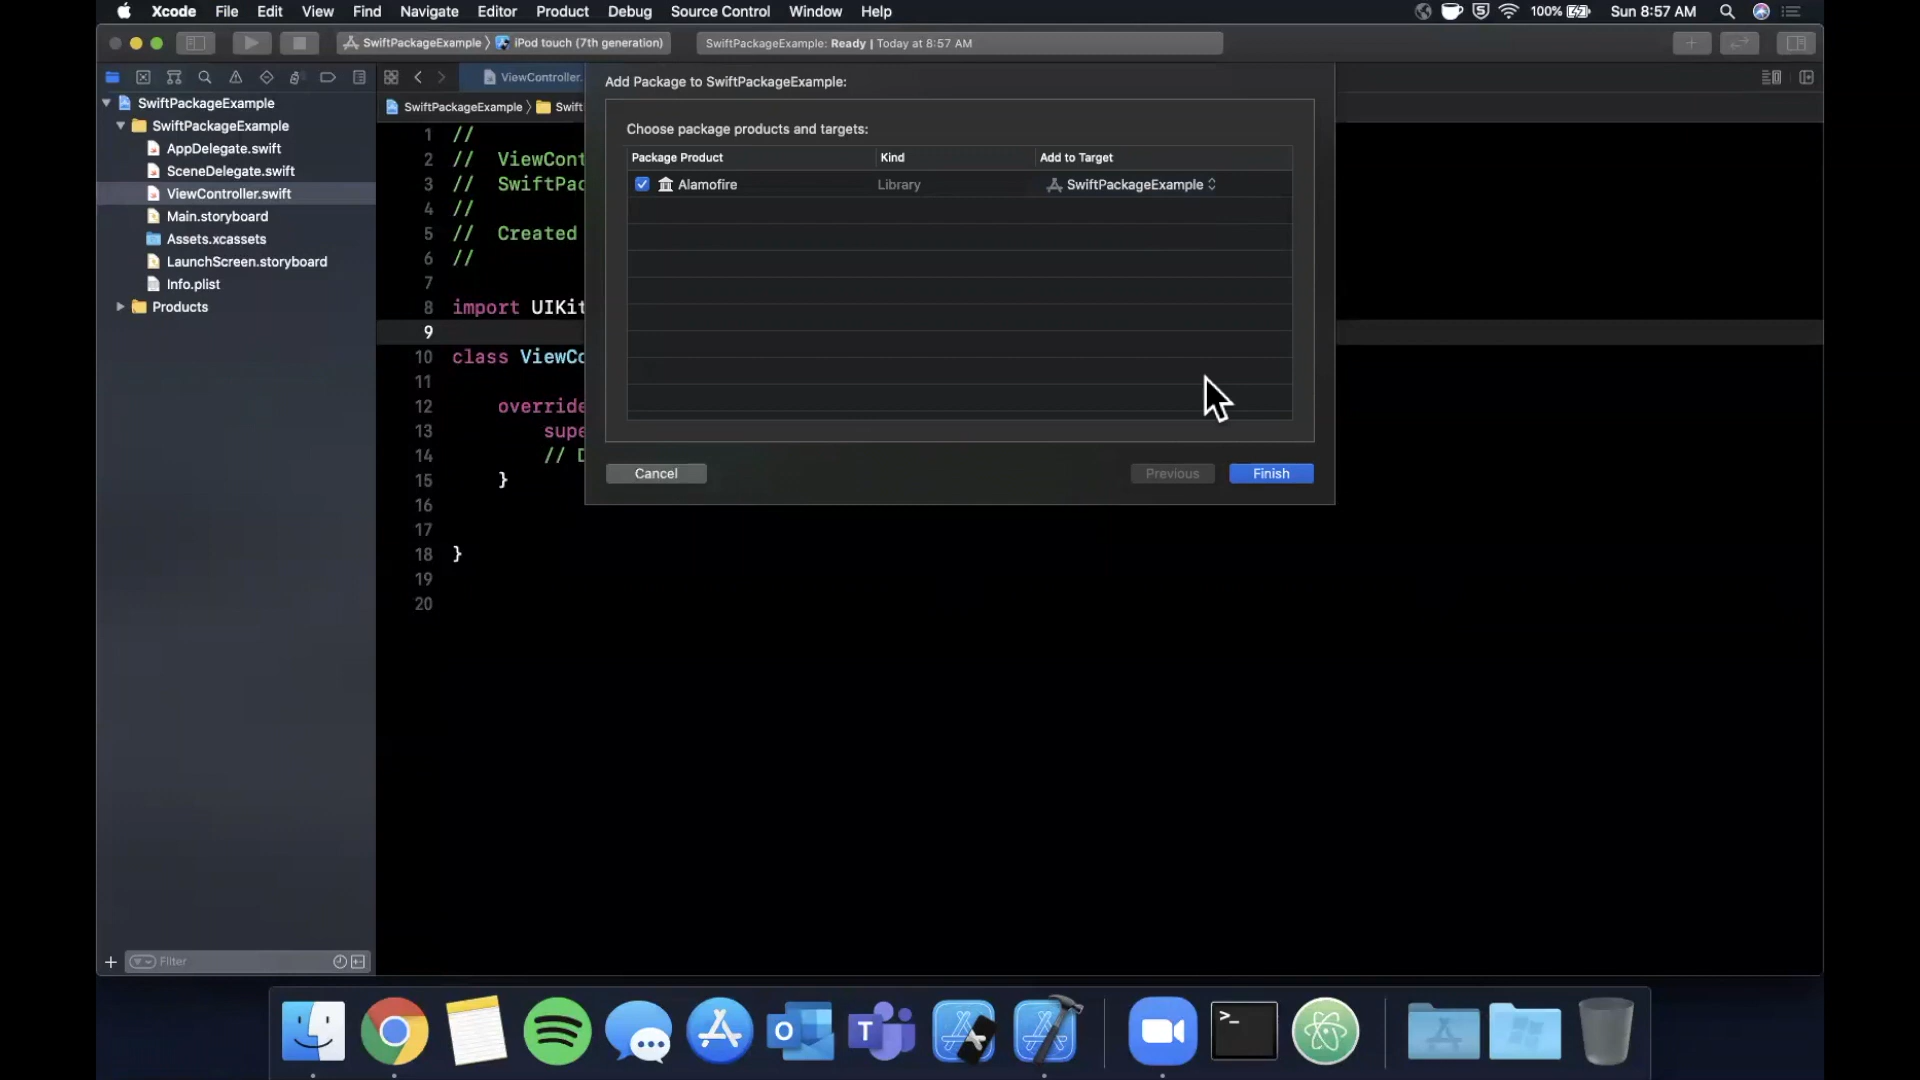 Xcode File Edit View Find Navigate Editor Product Debug Source Control Window Help 100% Sun 8:57 AM
SwiftPackageExample iPod touch (7th generation) SwiftPackageExample: Ready | Today at 8:57 AM
ViewController.
SwiftPackageExample Swift
SwiftPackageExample
SwiftPackageExample
AppDelegate.swift
SceneDelegate.swift
ViewController.swift
Main.storyboard
Assets.xcassets
LaunchScreen.storyboard
Info.plist
Products
1 //
2 // ViewCont
3 // SwiftPac
4 //
5 // Created
6 //
7
8 import UIKit
9
10 class ViewCo
11
12 override
13 supe
14 // D
15 }
16
17
18 }
19
20
Add Package to SwiftPackageExample:
Choose package products and targets:
Package Product Kind Add to Target
Alamofire Library SwiftPackageExample
Cancel Previous Finish
Filter